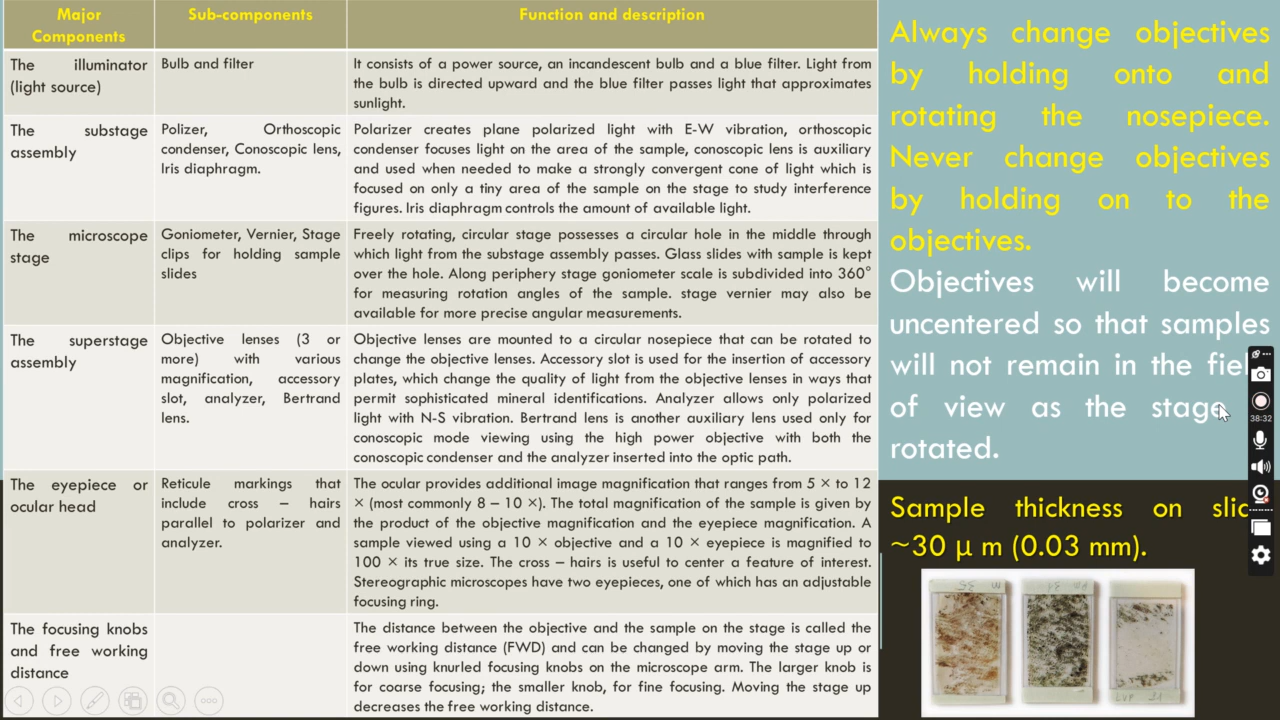 Major Components
Sub-components
Function and description
The illuminator
(light source)
Bulb and filter
It consists of a power source, an incandescent bulb and a blue filter. Light from
the bulb is directed upward and the blue filter passes light that approximates
sunlight.
The substage
assembly
Polizer, Orthoscopic
condenser, Conoscopic lens,
Iris diaphragm.
Polarizer creates plane polarized light with E-W vibration, orthoscopic
condenser focuses light on the area of the sample, conoscopic lens is auxiliary
and used when needed to make a strongly convergent cone of light which is
focused on only a tiny area of the sample on the stage to study interference
figures. Iris diaphragm controls the amount of available light.
The microscope
stage
Goniometer, Vernier, Stage
clips for holding sample
slides
Freely rotating, circular stage possesses a circular hole in the middle through
which light from the substage assembly passes. Glass slides with sample is kept
over the hole. Along periphery stage goniometer scale is subdivided into 360°
for measuring rotation angles of the sample. stage vernier may also be
available for more precise angular measurements.
The superstage
assembly
Objective lenses (3 or
more) with various
magnification, accessory
slot, analyzer, Bertrand
lens.
Objective lenses are mounted to a circular nosepiece that can be rotated to
change the objective lenses. Accessory slot is used for the insertion of accessory
plates, which change the quality of light from the objective lenses in ways that
permit sophisticated mineral identifications. Analyzer allows only polarized
light with N-S vibration. Bertrand lens is another auxiliary lens used only for
conoscopic mode viewing using the high power objective with both the
conoscopic condenser and the analyzer inserted into the optic path.
The eyepiece or
ocular head
Reticule markings that
include cross – hairs
parallel to polarizer and
analyzer.
The ocular provides additional image magnification that ranges from 5 × to 12
× (most commonly 8 – 10 ×). The total magnification of the sample is given by
the product of the objective magnification and the eyepiece magnification. A
sample viewed using a 10 × objective and a 10 × eyepiece is magnified to
100 × its true size. The cross – hairs is useful to center a feature of interest.
Stereographic microscopes have two eyepieces, one of which has an adjustable
focusing ring.
The focusing knobs
and free working
distance
The distance between the objective and the sample on the stage is called the
free working distance (FWD) and can be changed by moving the stage up or
down using knurled focusing knobs on the microscope arm. The larger knob is
for coarse focusing; the smaller knob, for fine focusing. Moving the stage up
decreases the free working distance.
Always change objectives
by holding onto and
rotating the nosepiece.
Never change objectives
by holding on to the
objectives.
Objectives will become
uncentered so that samples
will not remain in the
of view as the stage
rotated.
38:32
Sample thickness on
~30 µ m (0.03 mm).